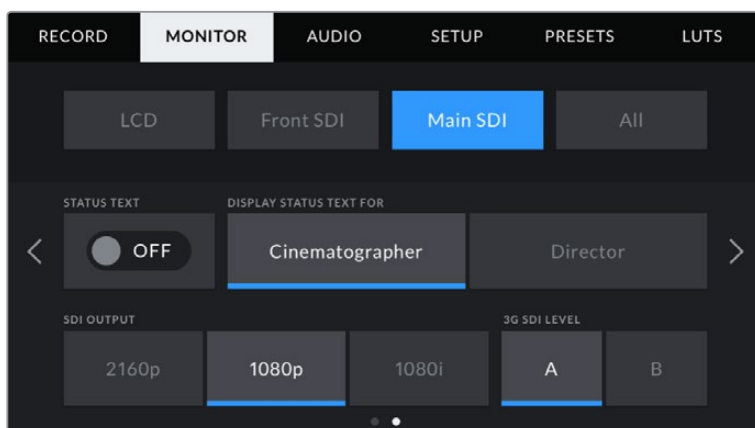 RECORD MONITOR AUDIO SETUP PRESETS LUTS
LCD Front SDI Main SDI All
STATUS TEXT DISPLAY STATUS TEXT FOR
OFF Cinematographer Director
SDI OUTPUT 3G SDI LEVEL
2160p 1080p 1080i A B